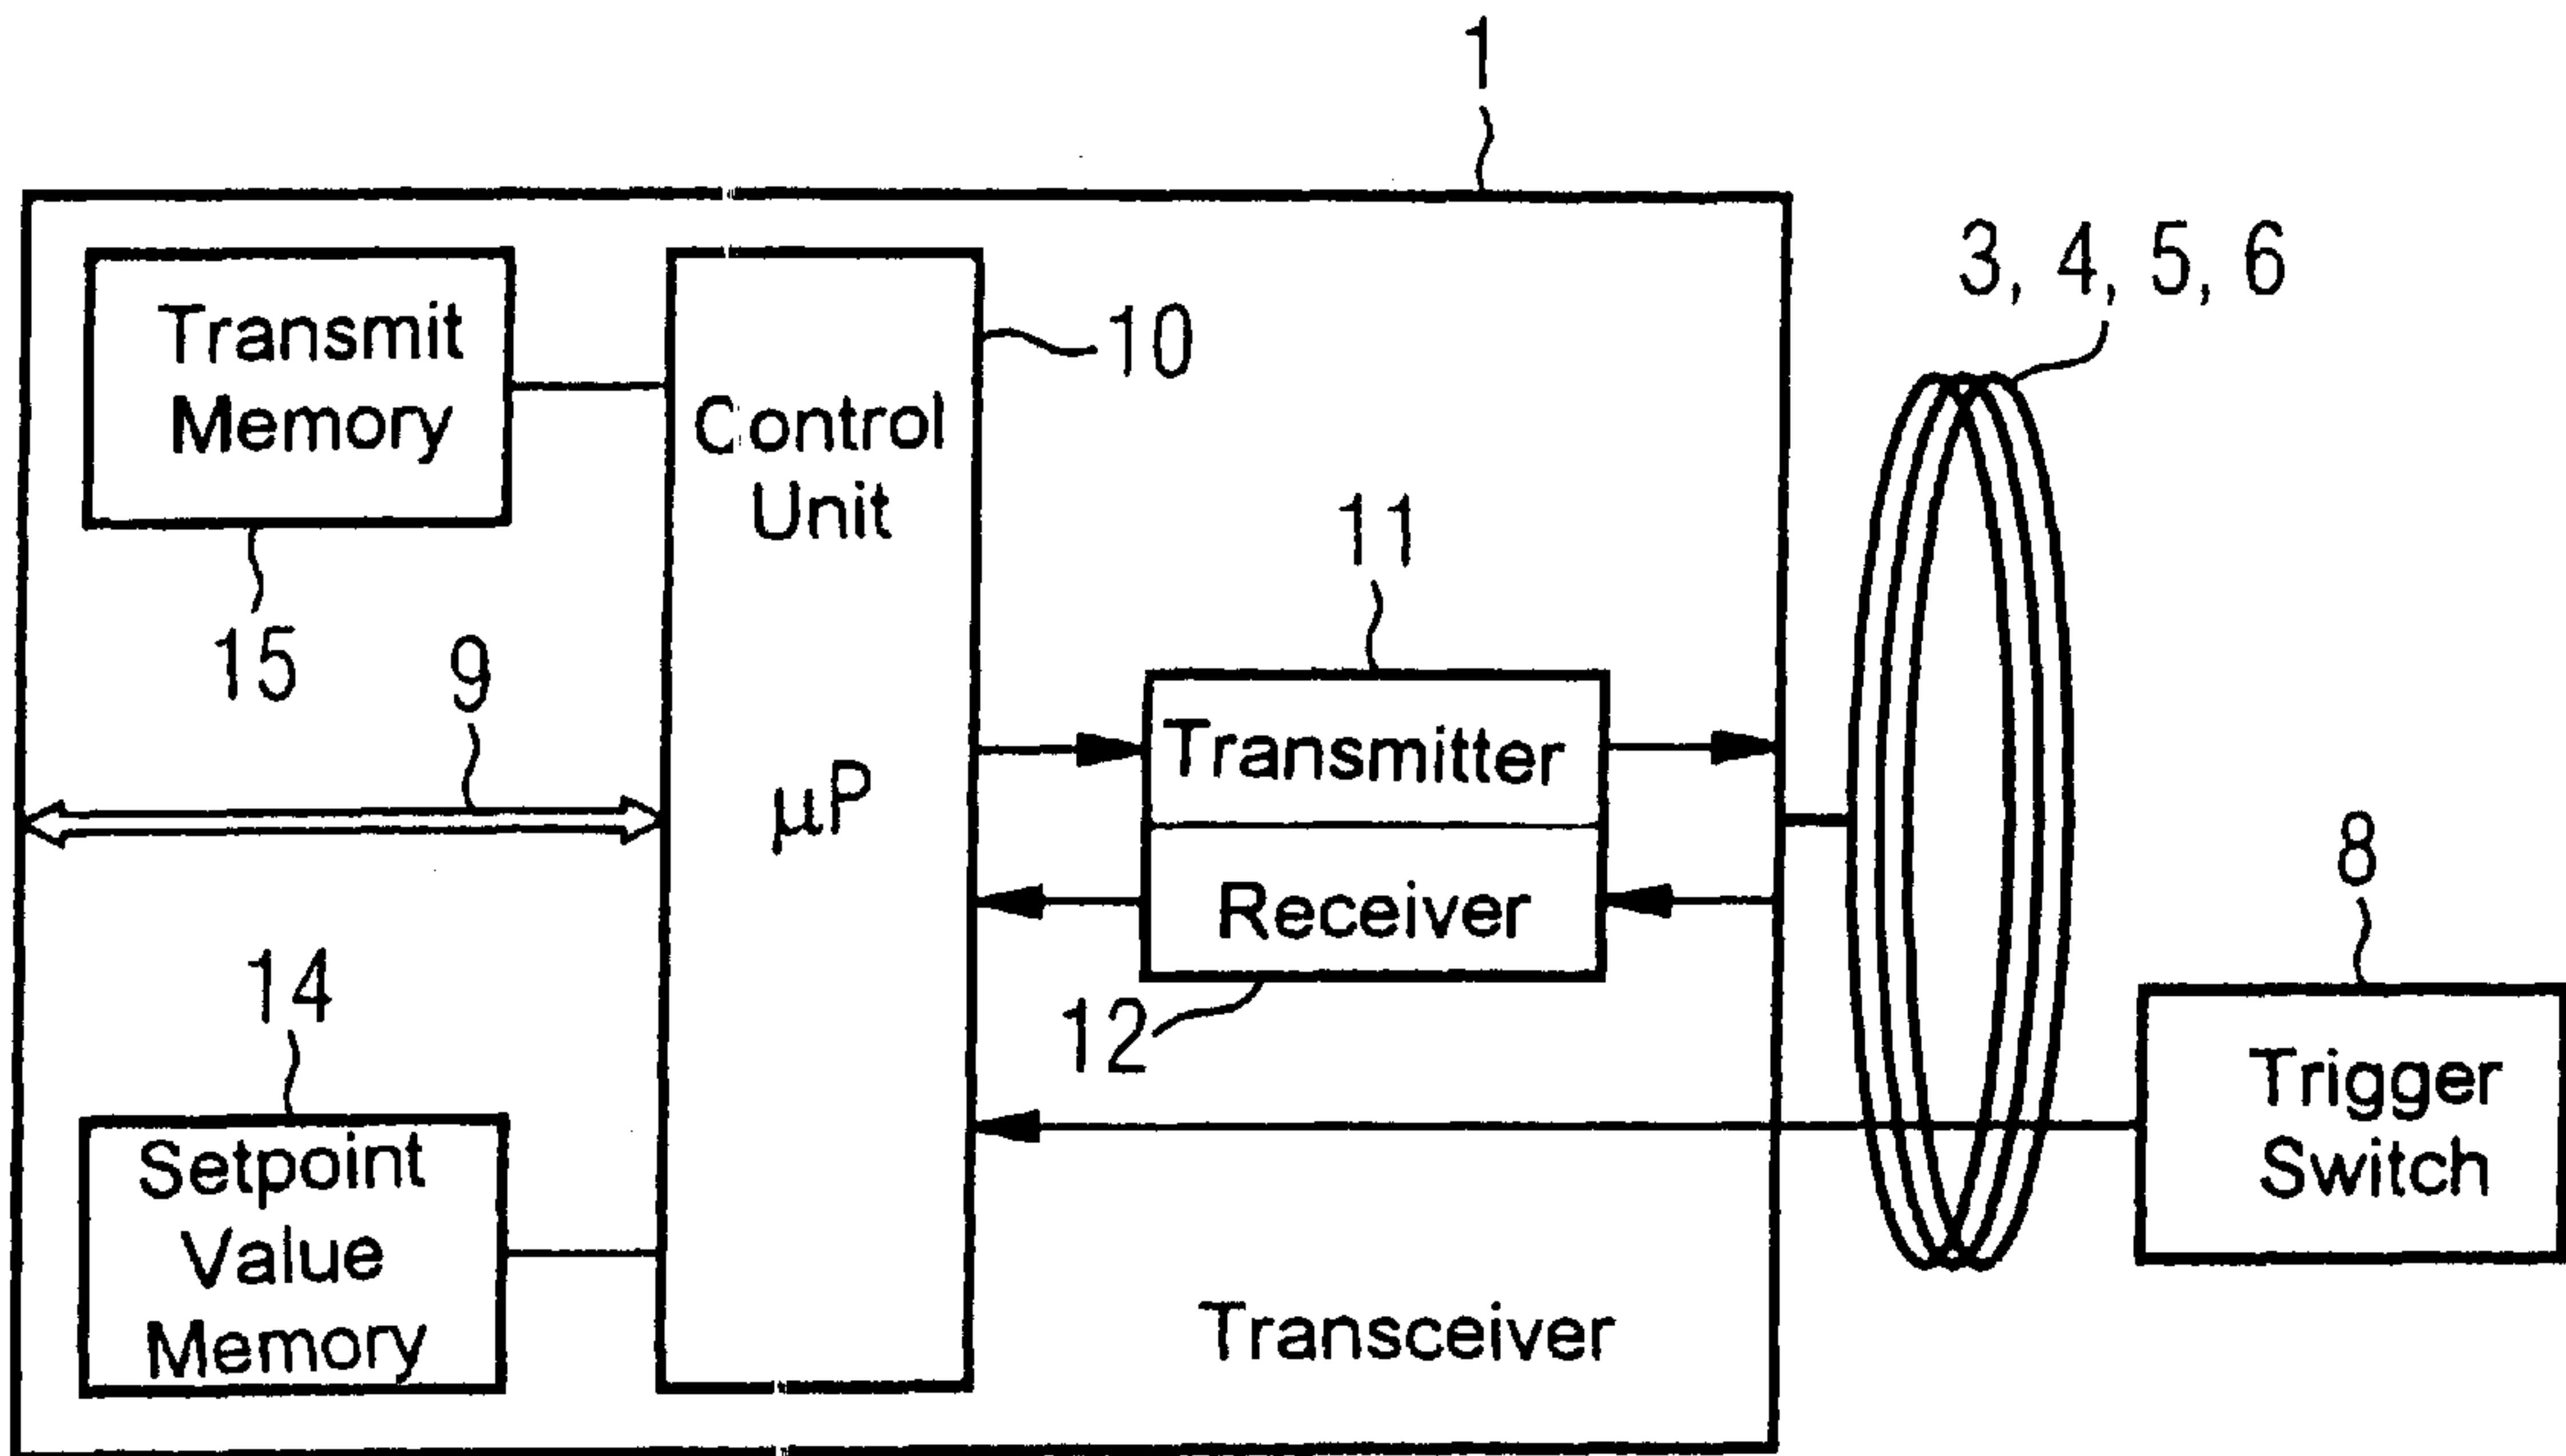 1
3, 4, 5, 6
Transmit
Memory
10
Control
Unit
11
15
9
μP
Transmitter
Receiver
8
14
12
Setpoint
Value
Memory
Trigger
Switch
Transceiver